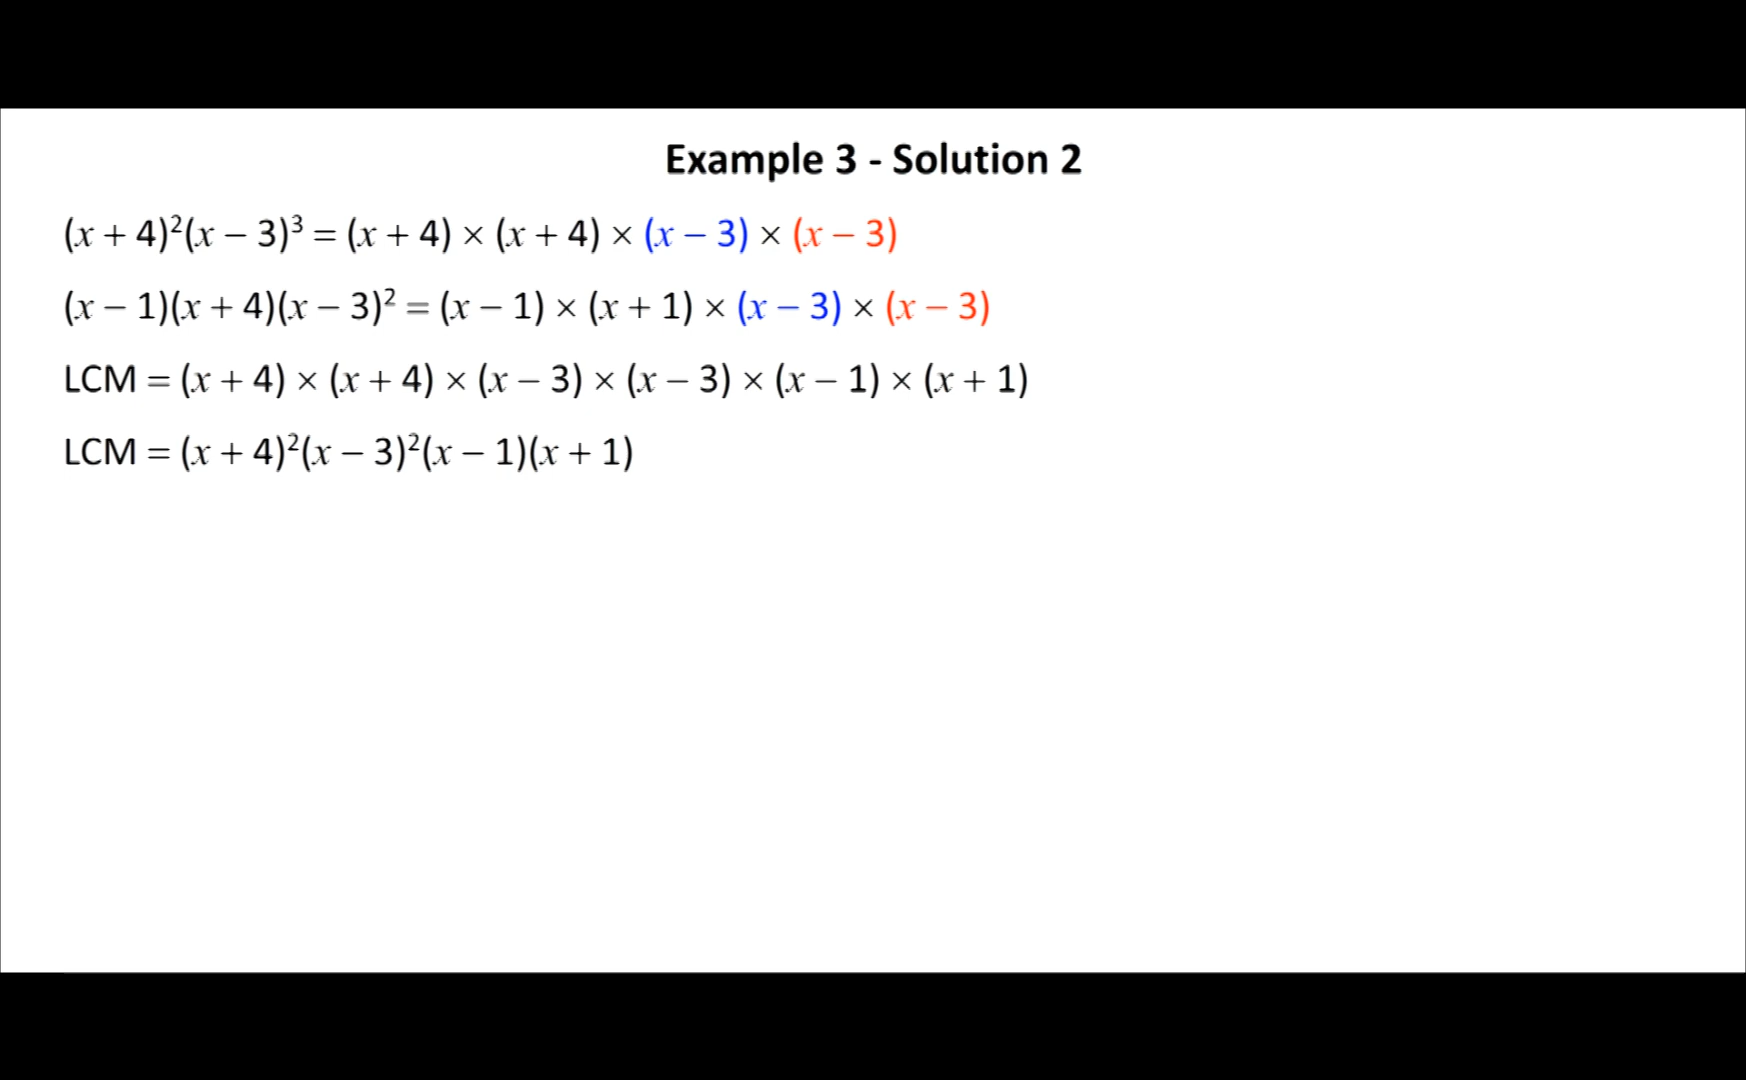 Example 3 - Solution 2
(x + 4)²(x – 3)³ = (x + 4) × (x + 4) × (x – 3) × (x – 3)
(x – 1)(x + 4)(x – 3)² = (x – 1) × (x + 1) × (x – 3) × (x – 3)
LCM = (x + 4) × (x + 4) × (x – 3) × (x – 3) × (x – 1) × (x + 1)
LCM = (x + 4)²(x – 3)²(x – 1)(x + 1)